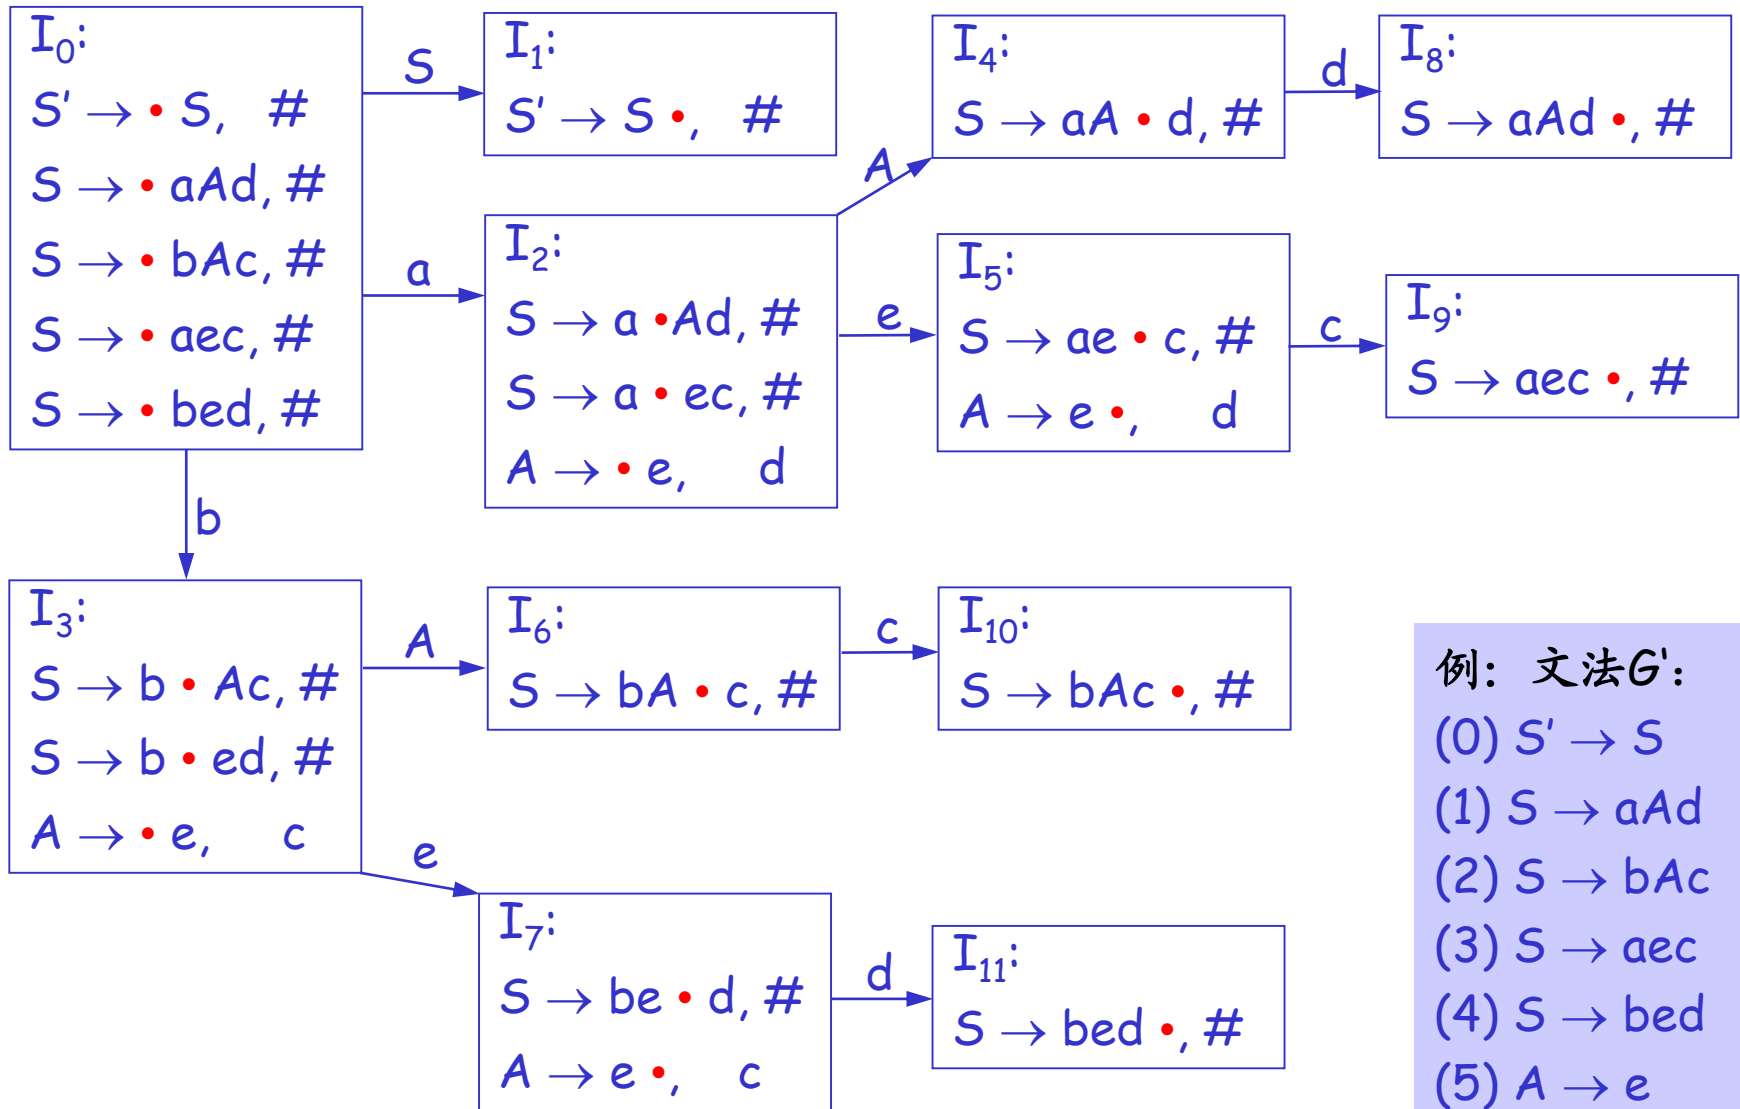 I0:
S' → • S, #
S → • aAd, #
S → • bAc, #
S → • aec, #
S → • bed, #
S
I1:
S' → S •, #
a
I2:
S → a •Ad, #
S → a • ec, #
A → • e, d
A
I4:
S → aA • d, #
d
I8:
S → aAd •, #
e
I5:
S → ae • c, #
A → e •, d
c
I9:
S → aec •, #
b
I3:
S → b • Ac, #
S → b • ed, #
A → • e, c
A
I6:
S → bA • c, #
c
I10:
S → bAc •, #
e
I7:
S → be • d, #
A → e •, c
d
I11:
S → bed •, #
例: 文法G':
(0) S' → S
(1) S → aAd
(2) S → bAc
(3) S → aec
(4) S → bed
(5) A → e